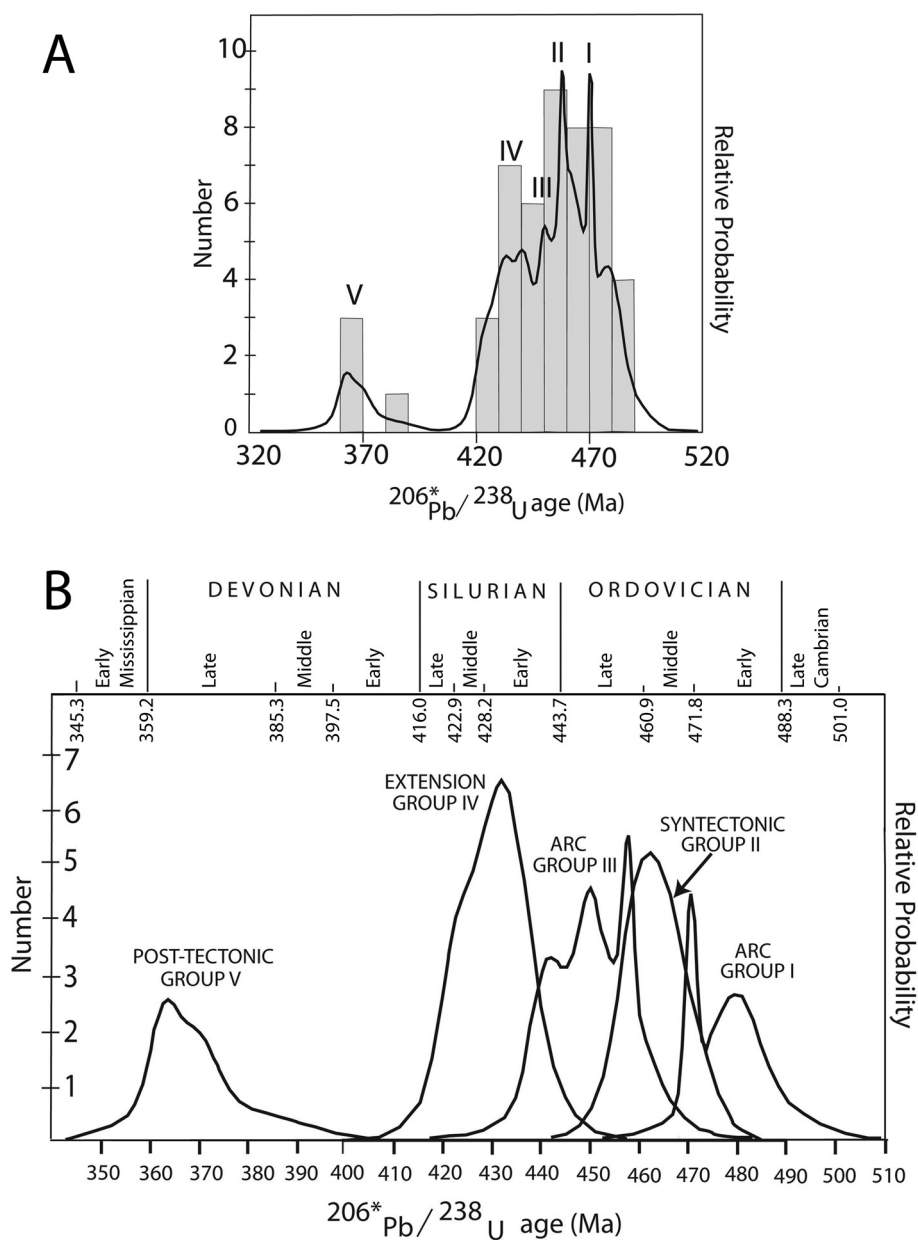 A
10
8
6
4
2
0
Number
Relative Probability
II
I
IV
III
V
320
370
420
470
520
206*Pb/238U age (Ma)
B
DEVONIAN
SILURIAN
ORDOVICIAN
Early
Mississippian
Late
Middle
Early
Late
Middle
Early
Late
Middle
Early
Late
Cambrian
345.3
359.2
385.3
397.5
416.0
422.9
428.2
443.7
460.9
471.8
488.3
501.0
7
6
5
4
3
2
1
Number
Relative Probability
EXTENSION
GROUP IV
ARC
GROUP III
SYNTECTONIC
GROUP II
POST-TECTONIC
GROUP V
ARC
GROUP I
350
360
370
380
390
400
410
420
430
440
450
460
470
480
490
500
510
206*Pb/238U age (Ma)